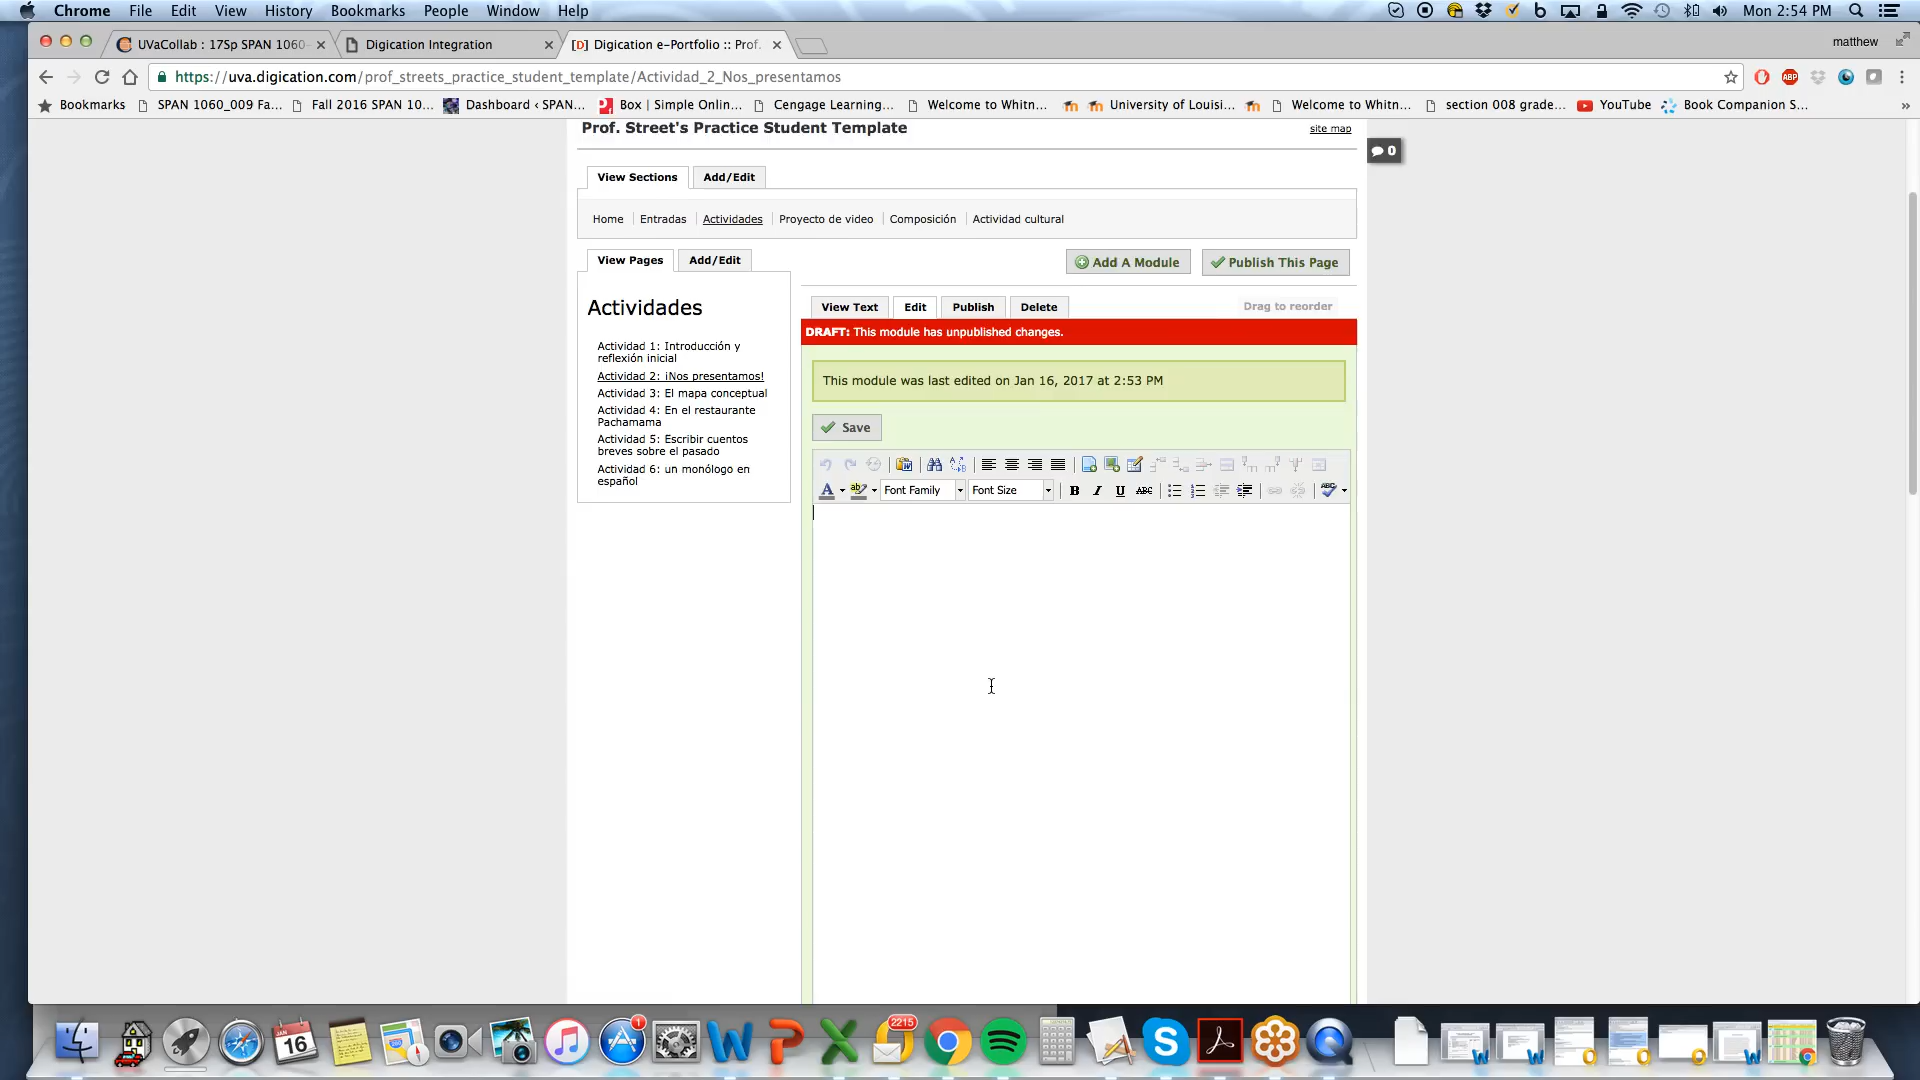 Chrome File Edit View History Bookmarks People Window Help Mon 2:54 PM
UVaCollab : 17Sp SPAN 1060- Digication Integration [D] Digication e-Portfolio :: Prof. matthew
https://uva.digication.com/prof_streets_practice_student_template/Actividad_2_Nos_presentamos
Bookmarks SPAN 1060_009 Fa... Fall 2016 SPAN 10... Dashboard ‹ SPAN... Box | Simple Onlin... Cengage Learning... Welcome to Whitn... University of Louisi... Welcome to Whitn... section 008 grade... YouTube Book Companion S... »
Prof. Street's Practice Student Template site map
0
View Sections Add/Edit
Home Entradas Actividades Proyecto de video Composición Actividad cultural
View Pages Add/Edit Add A Module Publish This Page
Actividades
Actividad 1: Introducción y
reflexión inicial
Actividad 2: ¡Nos presentamos!
Actividad 3: El mapa conceptual
Actividad 4: En el restaurante
Pachamama
Actividad 5: Escribir cuentos
breves sobre el pasado
Actividad 6: un monólogo en
español
View Text Edit Publish Delete Drag to reorder
DRAFT: This module has unpublished changes.
This module was last edited on Jan 16, 2017 at 2:53 PM
Save
A ab Font Family Font Size B I U ABC ABC
JAN
16
1
2215